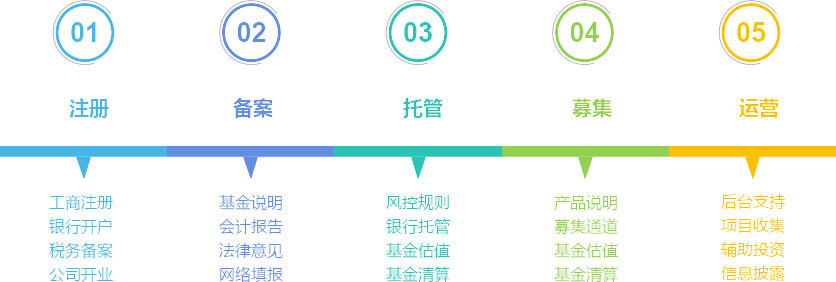 01
02
03
04
05
注册
备案
托管
募集
运营
工商注册
银行开户
税务备案
公司开业
基金说明
会计报告
法律意见
网络填报
风控规则
银行托管
基金估值
基金清算
产品说明
募集通道
基金估值
基金清算
后台支持
项目收集
辅助投资
信息披露